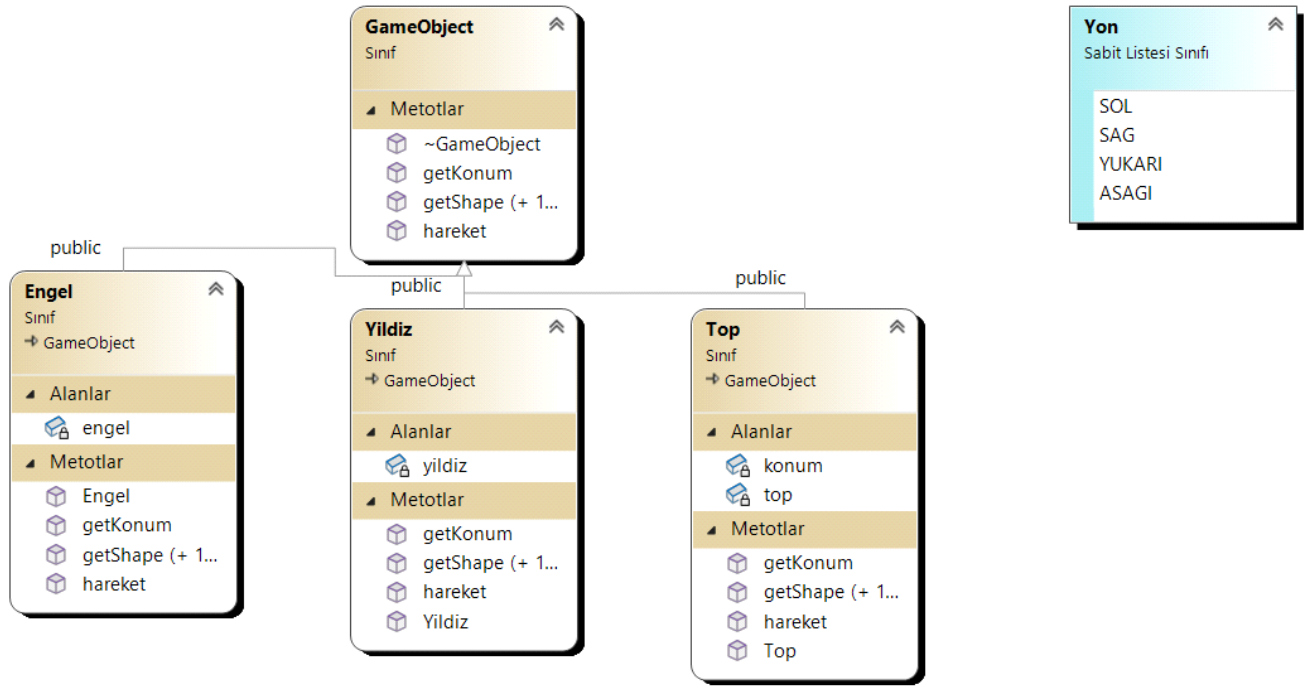 GameObject
Sınıf
Metotlar
~GameObject
getKonum
getShape (+ 1...
hareket
Yon
Sabit Listesi Sınıfı
SOL
SAG
YUKARI
ASAGI
public
public
public
Engel
Sınıf
GameObject
Alanlar
engel
Metotlar
Engel
getKonum
getShape (+ 1...
hareket
Yildiz
Sınıf
GameObject
Alanlar
yildiz
Metotlar
getKonum
getShape (+ 1...
hareket
Yildiz
Top
Sınıf
GameObject
Alanlar
konum
top
Metotlar
getKonum
getShape (+ 1...
hareket
Top